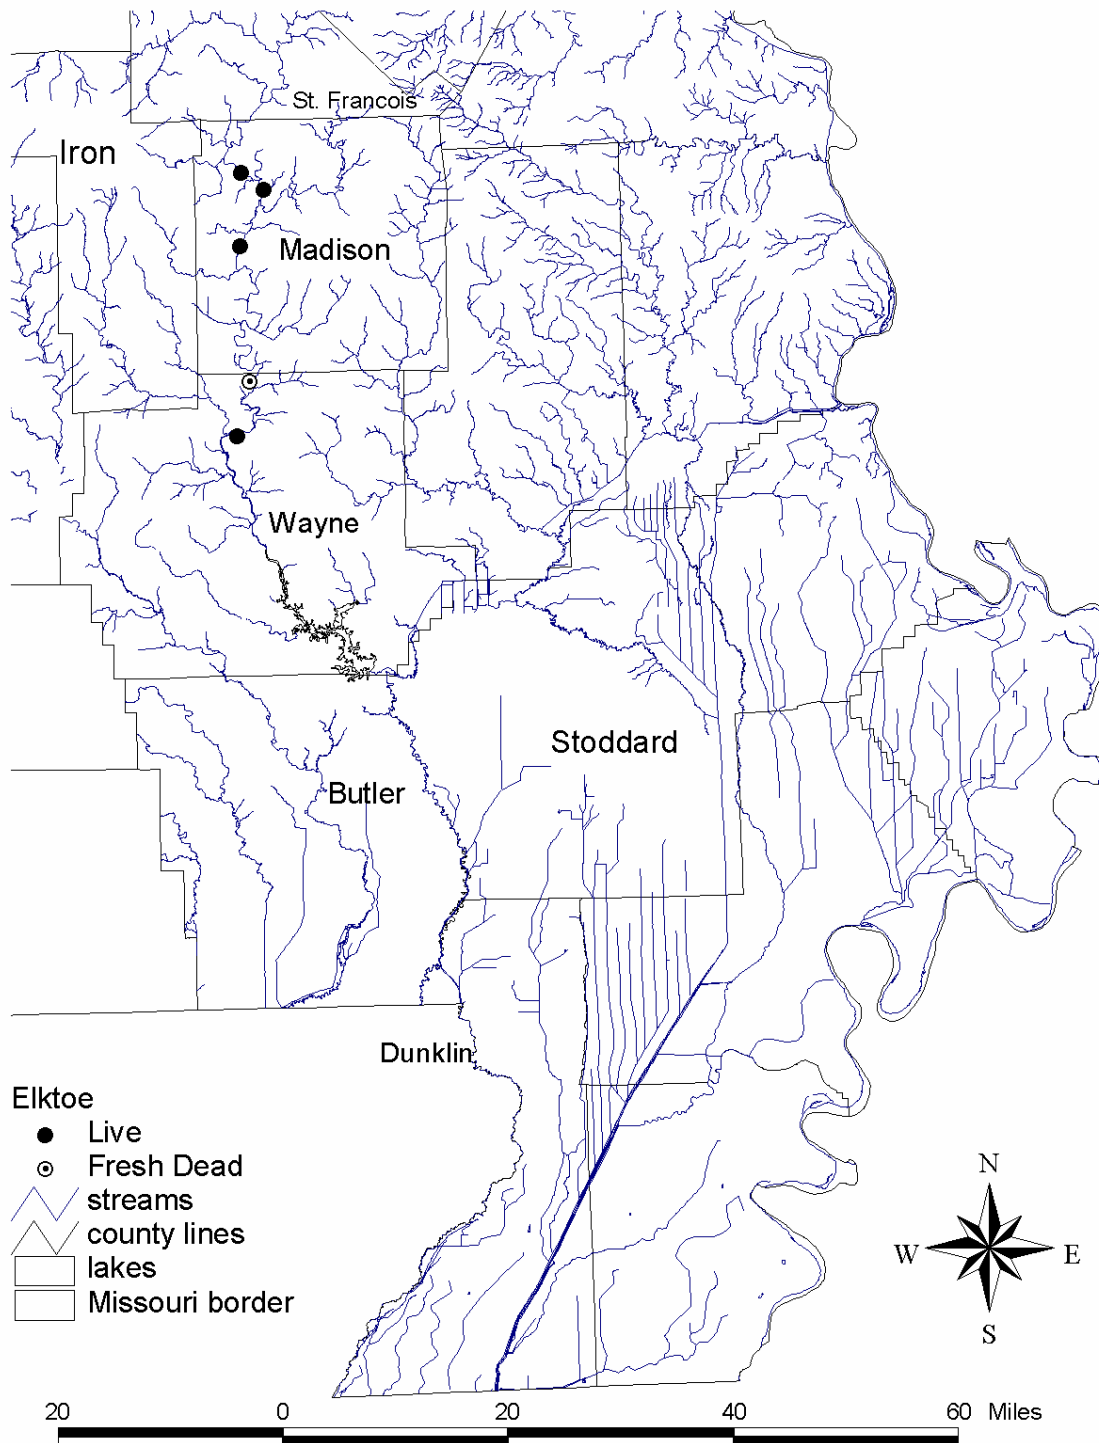 St. Francois
Iron
Madison
Wayne
Stoddard
Butler
Dunklin
Elktoe
Live
Fresh Dead
streams
county lines
lakes
Missouri border
N
W E
S
20 0 20 40 60 Miles